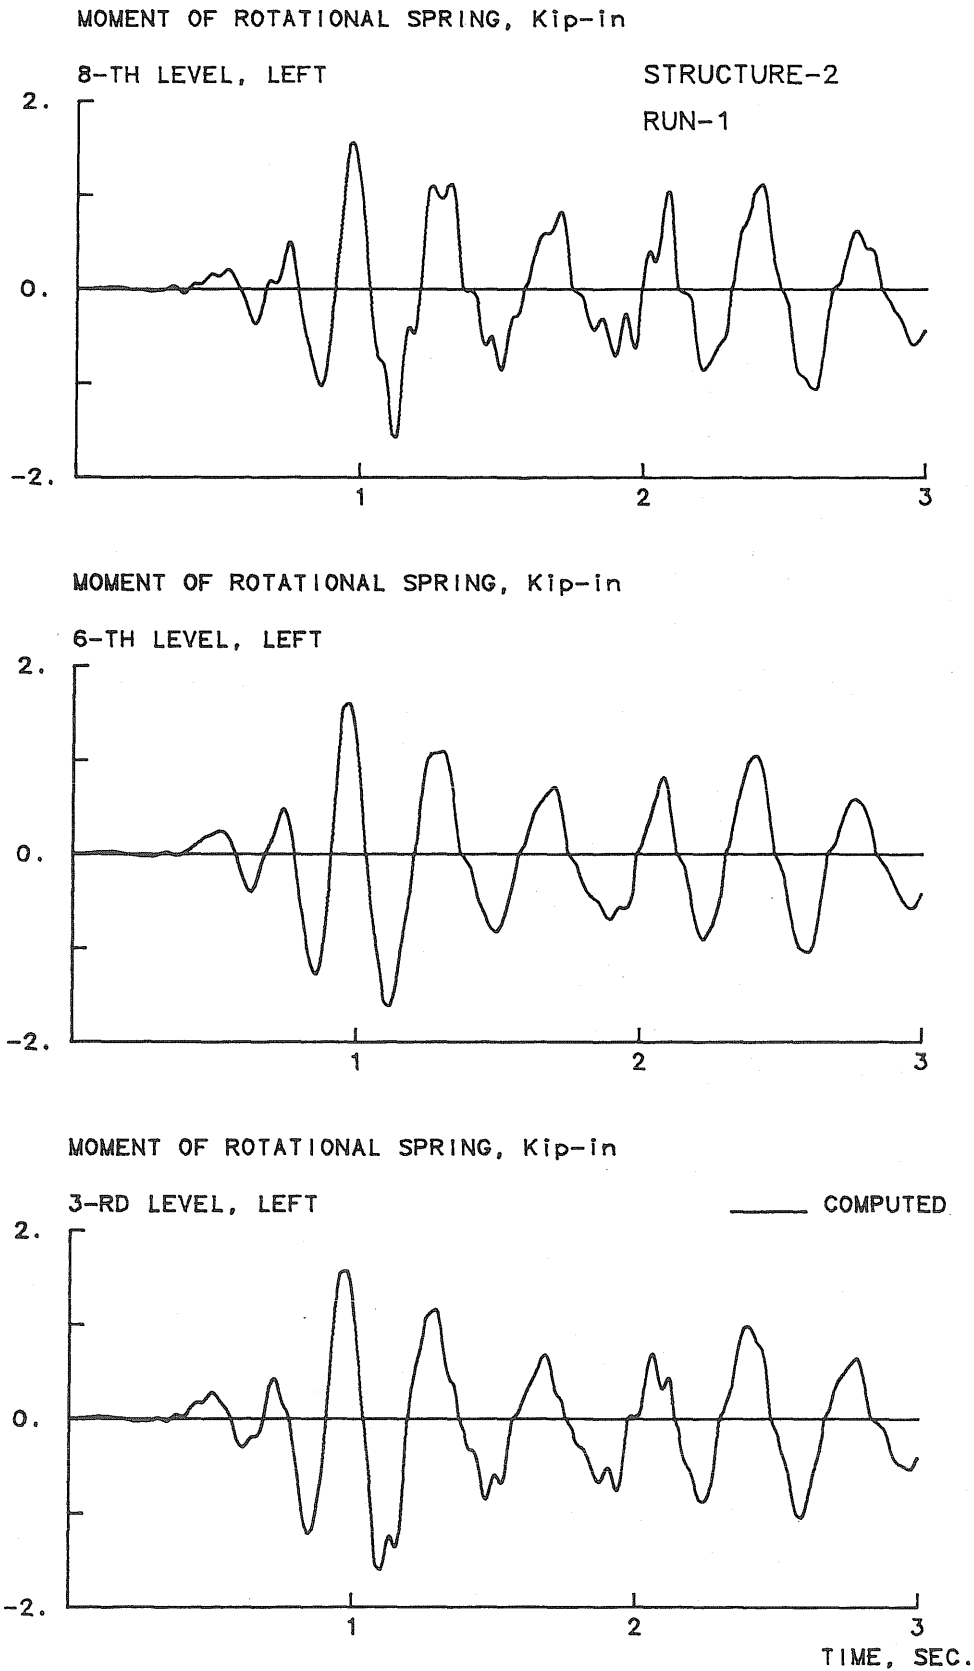 MOMENT OF ROTATIONAL SPRING, Kip-in
8-TH LEVEL, LEFT STRUCTURE-2
RUN-1
2.
0.
-2.
1 2 3
MOMENT OF ROTATIONAL SPRING, Kip-in
6-TH LEVEL, LEFT
2.
0.
-2.
1 2 3
MOMENT OF ROTATIONAL SPRING, Kip-in
3-RD LEVEL, LEFT COMPUTED
2.
0.
-2.
1 2 3
TIME, SEC.